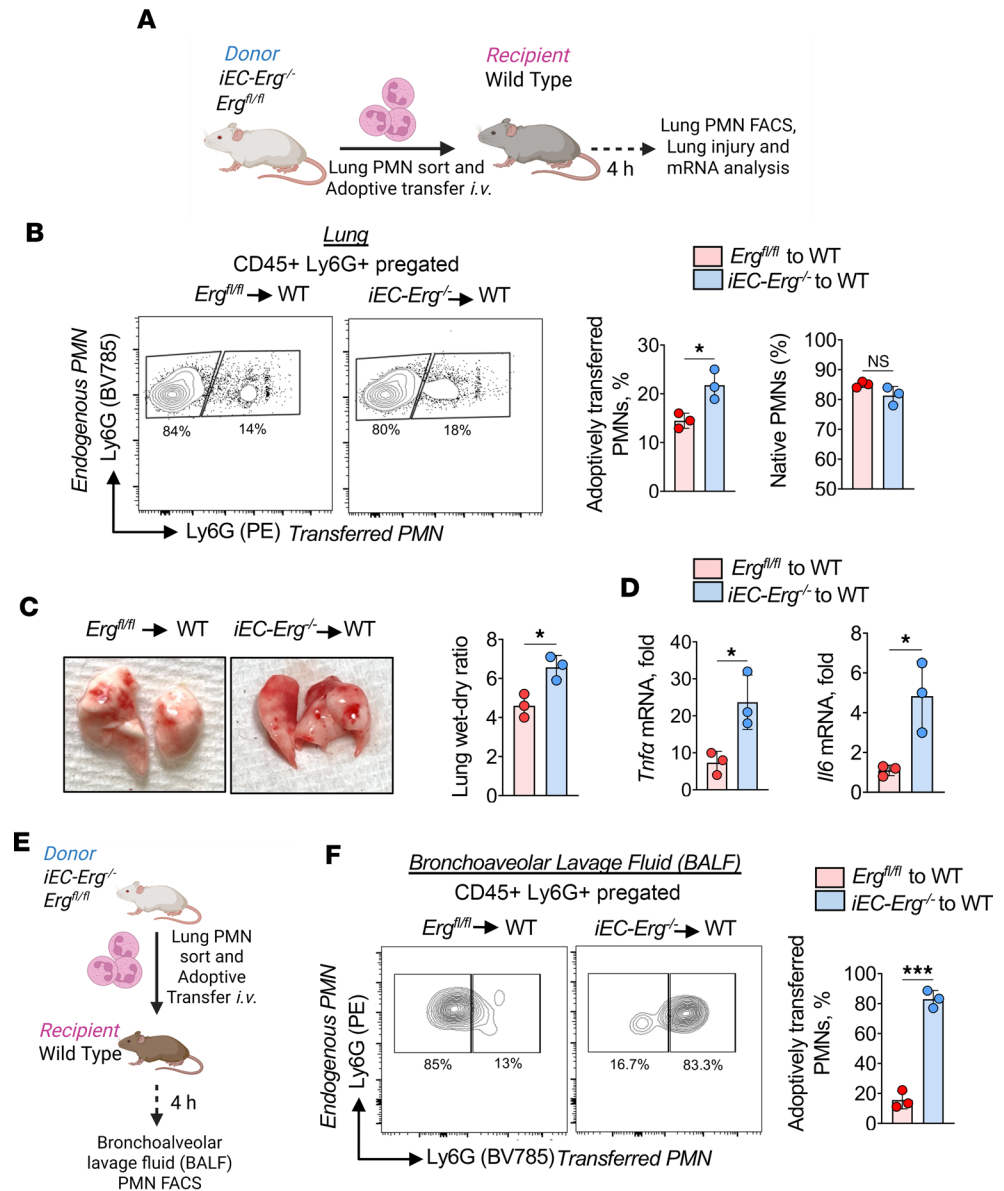 A
Donor
iEC-Erg-/-
Ergfl/fl
Recipient
Wild Type
Lung PMN sort and
Adoptive transfer i.v.
4 h
Lung PMN FACS,
Lung injury and
mRNA analysis
B
Lung
CD45+ Ly6G+ pregated
Ergfl/fl → WT
iEC-Erg-/- → WT
Endogenous PMN
Ly6G (BV785)
84%
14%
80%
18%
Ly6G (PE) Transferred PMN
Ergfl/fl to WT
iEC-Erg-/- to WT
Adoptively transferred
PMNs, %
30
20
10
0
*
Native PMNs (%)
100
90
80
70
60
50
NS
C
Ergfl/fl → WT
iEC-Erg-/- → WT
Lung wet-dry ratio
8
6
4
2
0
*
D
Ergfl/fl to WT
iEC-Erg-/- to WT
Tnfα mRNA, fold
40
30
20
10
0
*
Il6 mRNA, fold
8
6
4
2
0
*
E
Donor
iEC-Erg-/-
Ergfl/fl
Lung PMN
sort and
Adoptive
Transfer i.v.
Recipient
Wild Type
4 h
Bronchoalveolar
lavage fluid (BALF)
PMN FACS
F
Bronchoaveolar Lavage Fluid (BALF)
CD45+ Ly6G+ pregated
Ergfl/fl → WT
iEC-Erg-/- → WT
Endogenous PMN
Ly6G (PE)
85%
13%
16.7%
83.3%
Ly6G (BV785) Transferred PMN
Ergfl/fl to WT
iEC-Erg-/- to WT
Adoptively transferred
PMNs, %
100
80
60
40
20
0
***